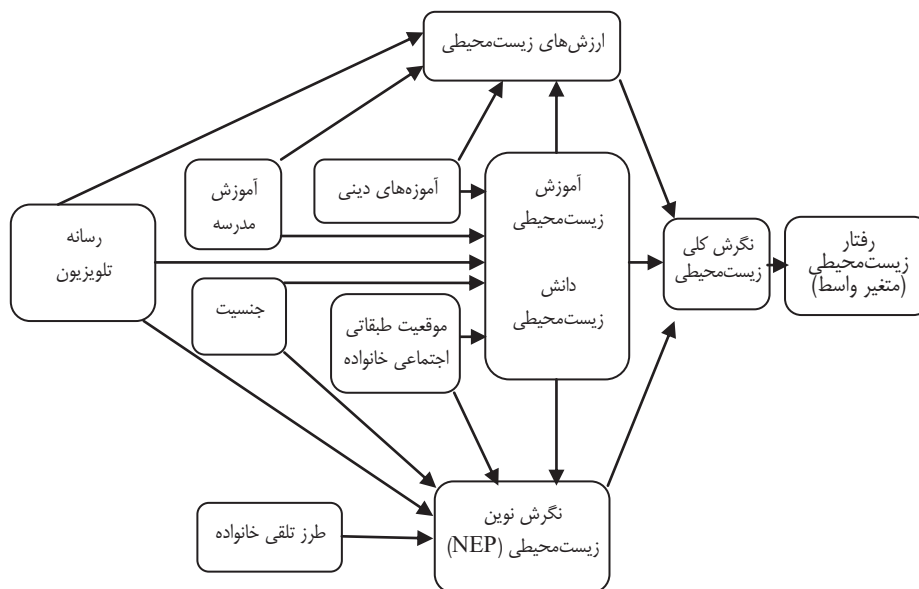 ارزش‌های زیست‌محیطی
آموزش
مدرسه
آموزه‌های دینی
آموزش
زیست‌محیطی
دانش
زیست‌محیطی
رسانه
تلویزیون
جنسیت
موقعیت طبقاتی
اجتماعی خانواده
نگرش کلی
زیست‌محیطی
رفتار
زیست‌محیطی
(متغیر واسط)
طرز تلقی خانواده
نگرش نوین
زیست‌محیطی (NEP)